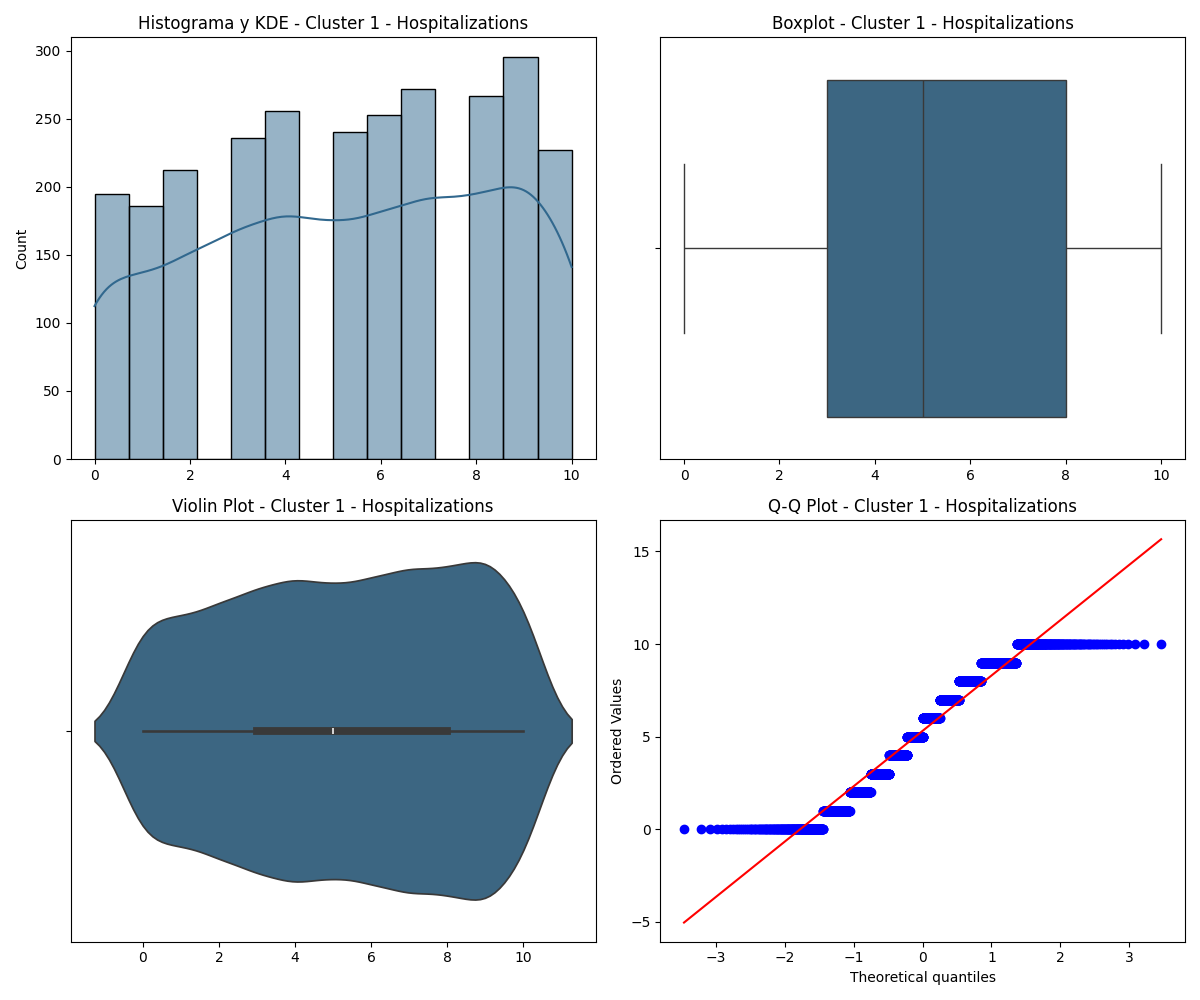 Histograma y KDE - Cluster 1 - Hospitalizations
300
250
200
150
100
50
0
Count
0 2 4 6 8 10
Boxplot - Cluster 1 - Hospitalizations
0 2 4 6 8 10
Violin Plot - Cluster 1 - Hospitalizations
0 2 4 6 8 10
Q-Q Plot - Cluster 1 - Hospitalizations
15
10
5
0
−5
Ordered Values
−3 −2 −1 0 1 2 3
Theoretical quantiles